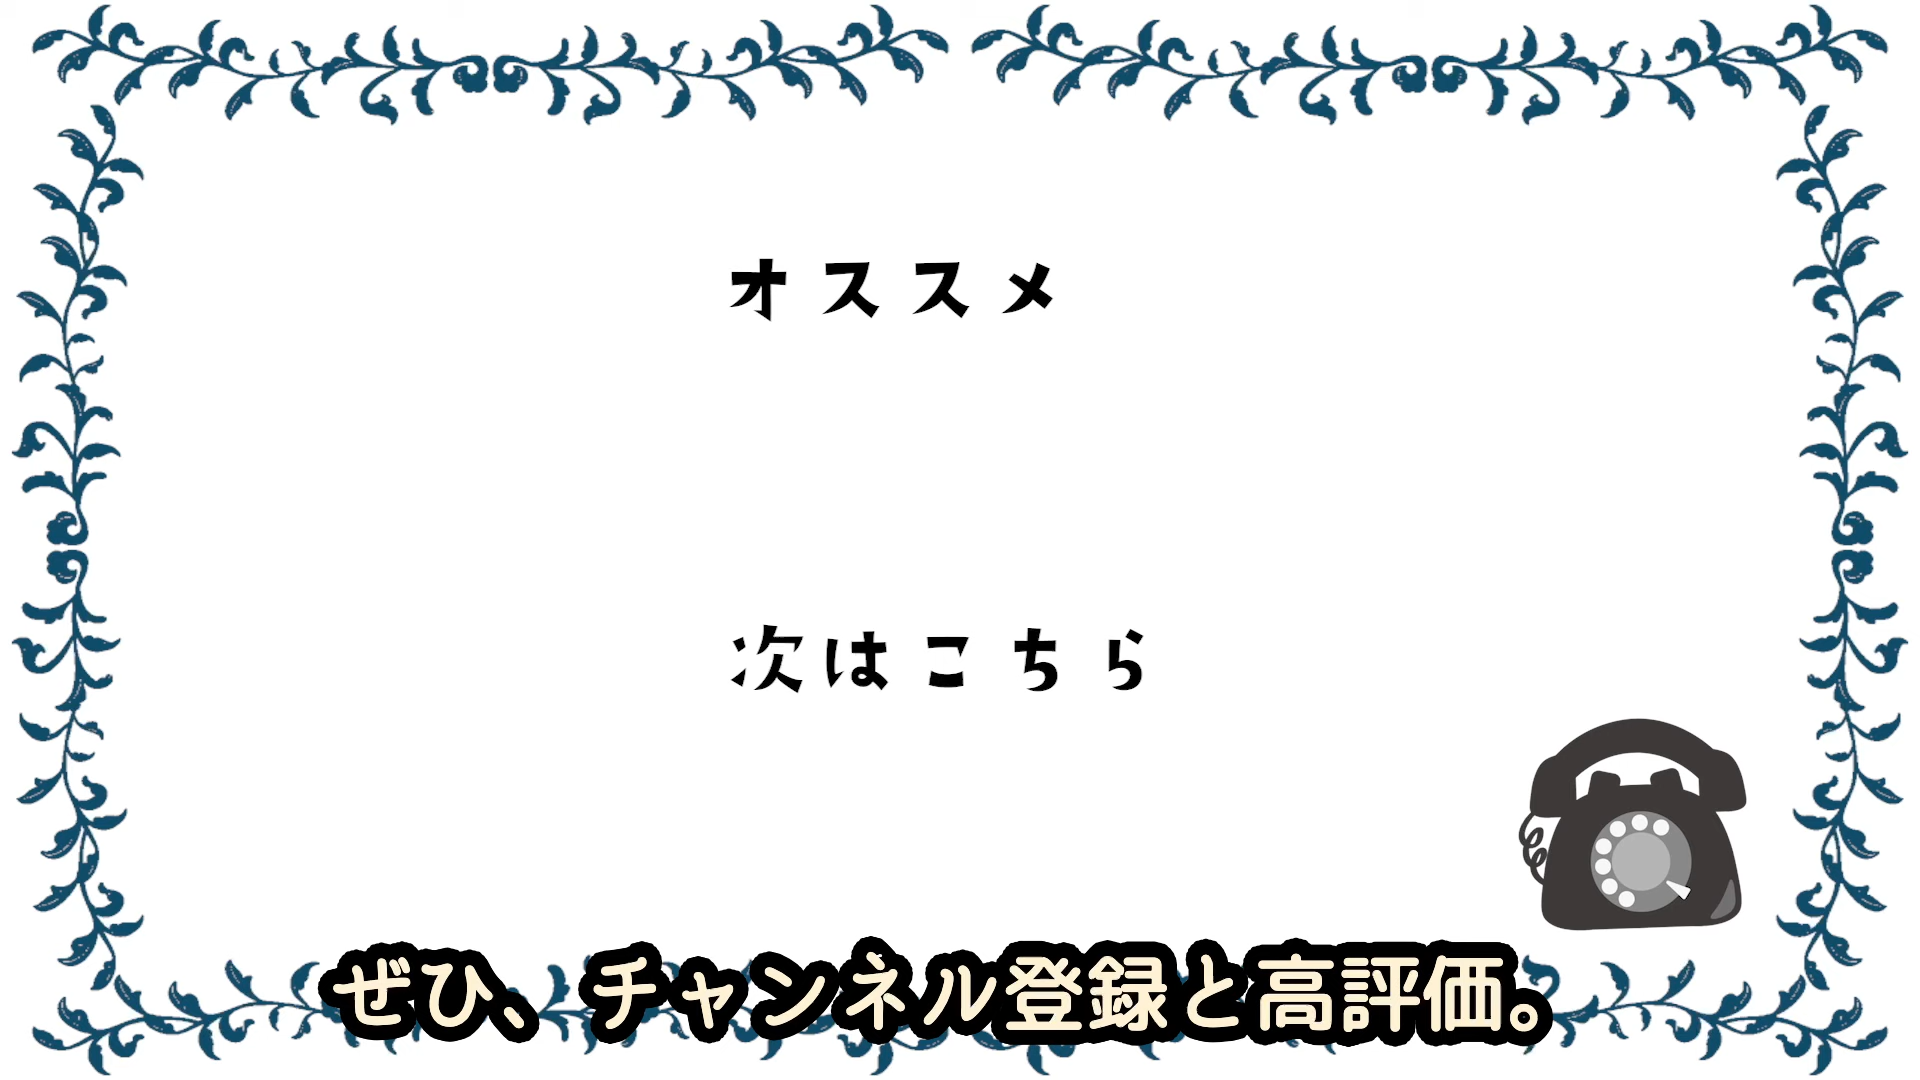 オススメ
次はこちら
ぜひ、チャンネル登録と高評価。